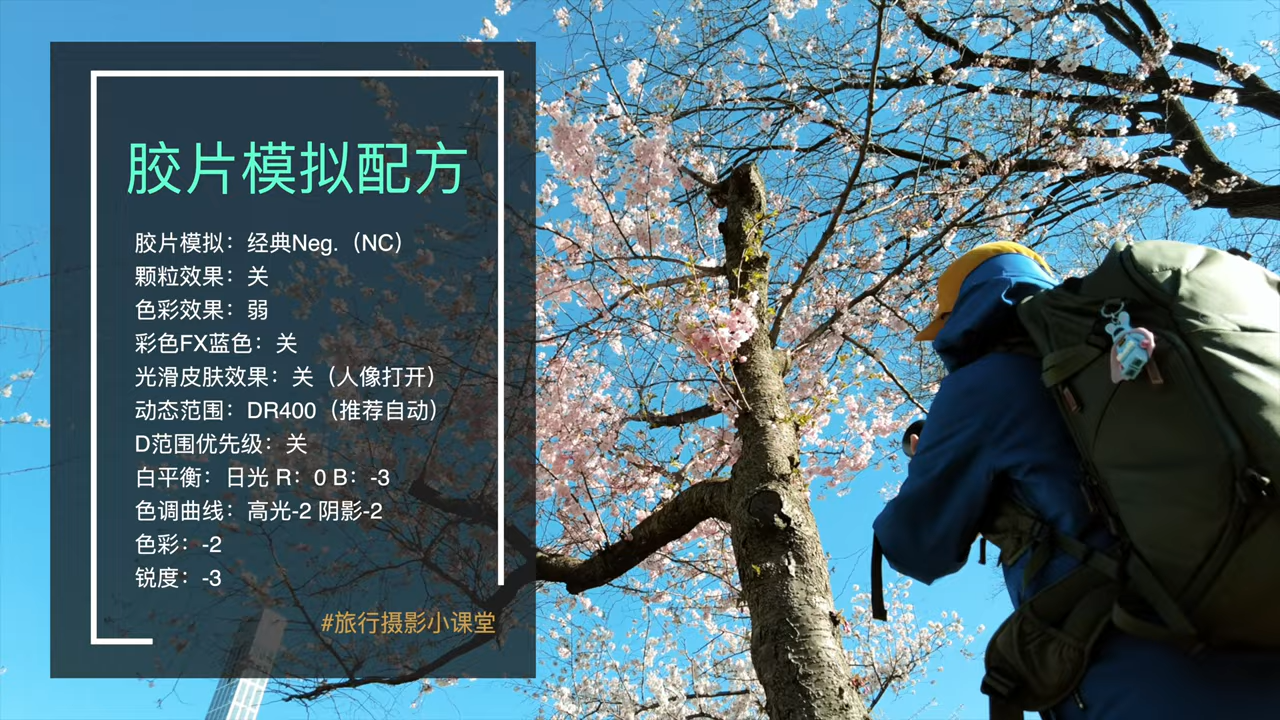 胶片模拟配方
胶片模拟：经典Neg.（NC）
颗粒效果：关
色彩效果：弱
彩色FX蓝色：关
光滑皮肤效果：关（人像打开）
动态范围：DR400（推荐自动）
D范围优先级：关
白平衡：日光 R：0 B：-3
色调曲线：高光-2 阴影-2
色彩：-2
锐度：-3
#旅行摄影小课堂